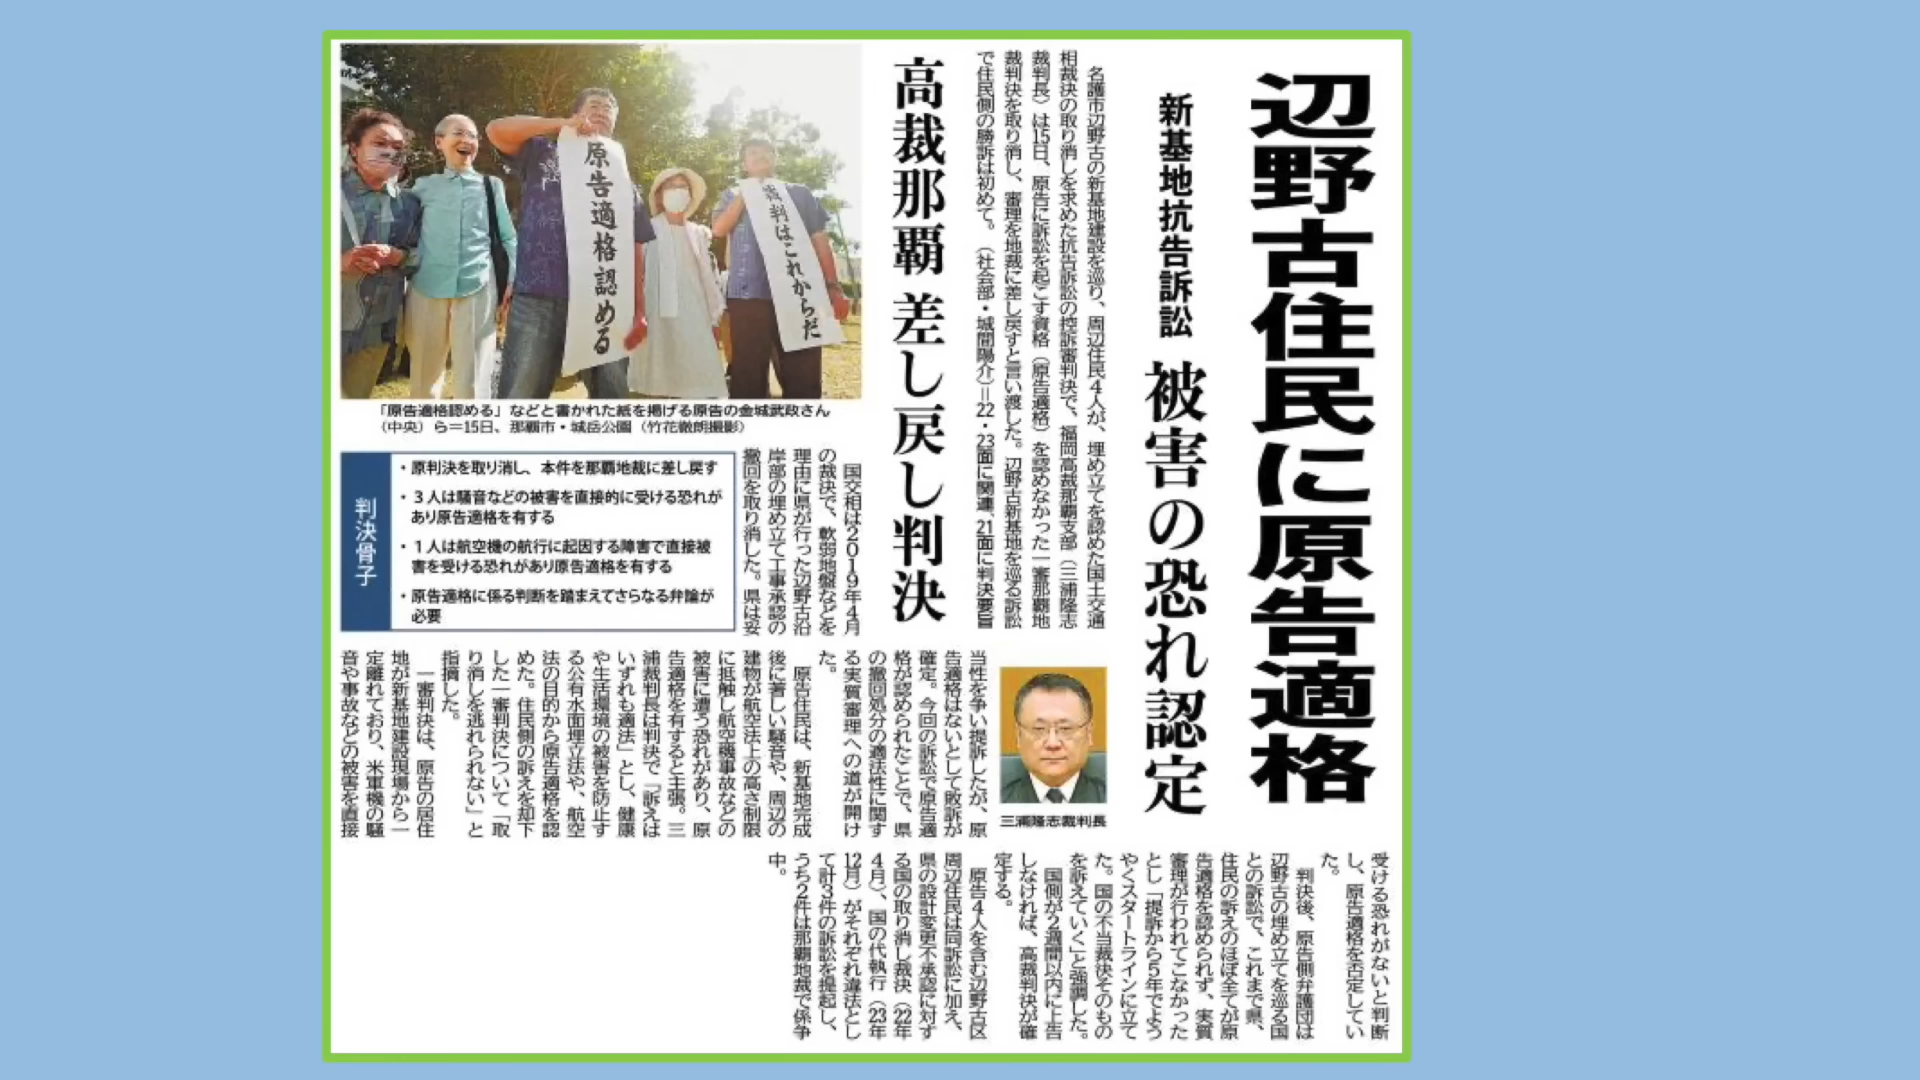 辺野古住民に原告適格
新基地抗告訴訟
被害の恐れ認定
名護市辺野古の新基地建設を巡り、周辺住民4人が、埋め立てを認めた国土交通
相裁決の取り消しを求めた抗告訴訟の控訴審判決で、福岡高裁那覇支部（三浦隆志
裁判長）は15日、原告に訴訟を起こす資格（原告適格）を認めなかった一審那覇地
裁判決を取り消し、審理を地裁に差し戻すと言い渡した。辺野古新基地を巡る訴訟
で住民側の勝訴は初めて。（社会部・城間陽介）＝22・23面に関連、21面に判決要旨
高裁那覇 差し戻し判決
原告適格認める
裁判はこれからだ
「原告適格認める」などと書かれた紙を掲げる原告の金城武政さん
（中央）ら＝15日、那覇市・城岳公園（竹花徹朗撮影）
判決骨子
・原判決を取り消し、本件を那覇地裁に差し戻す
・３人は騒音などの被害を直接的に受ける恐れが
あり原告適格を有する
・１人は航空機の航行に起因する障害で直接被
害を受ける恐れがあり原告適格を有する
・原告適格に係る判断を踏まえてさらなる弁論が
必要
国交相は2019年4月
の裁決で、軟弱地盤などを
理由に県が行った辺野古沿
岸部の埋め立て工事承認の
撤回を取り消した。県は妥
当性を争い提訴したが、原
告適格はないとして敗訴が
確定。今回の訴訟で原告適
格が認められたことで、県
の撤回処分の適法性に関す
る実質審理への道が開け
た。
原告住民は、新基地完成
後に著しい騒音や、周辺の
建物が航空法上の高さ制限
に抵触し航空機事故などの
被害に遭う恐れがあり、原
告適格を有すると主張。三
浦裁判長は判決で「訴えは
いずれも適法」とし、健康
や生活環境の被害を防止す
る公有水面埋立法や、航空
法の目的から原告適格を認
めた。住民側の訴えを却下
した一審判決について「取
り消しを逃れられない」と
指摘した。
一審判決は、原告の居住
地が新基地建設現場から一
定離れており、米軍機の騒
音や事故などの被害を直接
三浦隆志裁判長
受ける恐れがないと判断
し、原告適格を否定してい
た。
判決後、原告側弁護団は
辺野古の埋め立てを巡る国
との訴訟で、これまで県、
住民の訴えのほぼ全てが原
告適格を認められず、実質
審理が行われてこなかった
とし「提訴から5年でよう
やくスタートラインに立て
た。国の不当裁決そのもの
を訴えていく」と強調した。
国側が2週間以内に上告
しなければ、高裁判決が確
定する。
原告4人を含む辺野古区
周辺住民は同訴訟に加え、
県の設計変更不承認に対す
る国の取り消し裁決（22年
4月）、国の代執行（23年
12月）がそれぞれ違法とし
て計3件の訴訟を提起し、
うち2件は那覇地裁で係争
中。